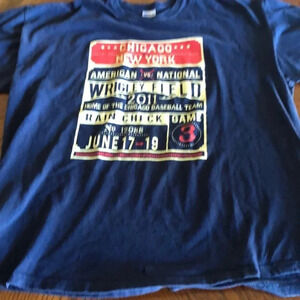 CHICAGO
NEW YORK
AMERICAN VS. NATIONAL
WRIGLEY FIELD
2011
HOME OF THE CHICAGO BASEBALL TEAM
RAIN CHECK GAME
No 3
JUNE 17-19